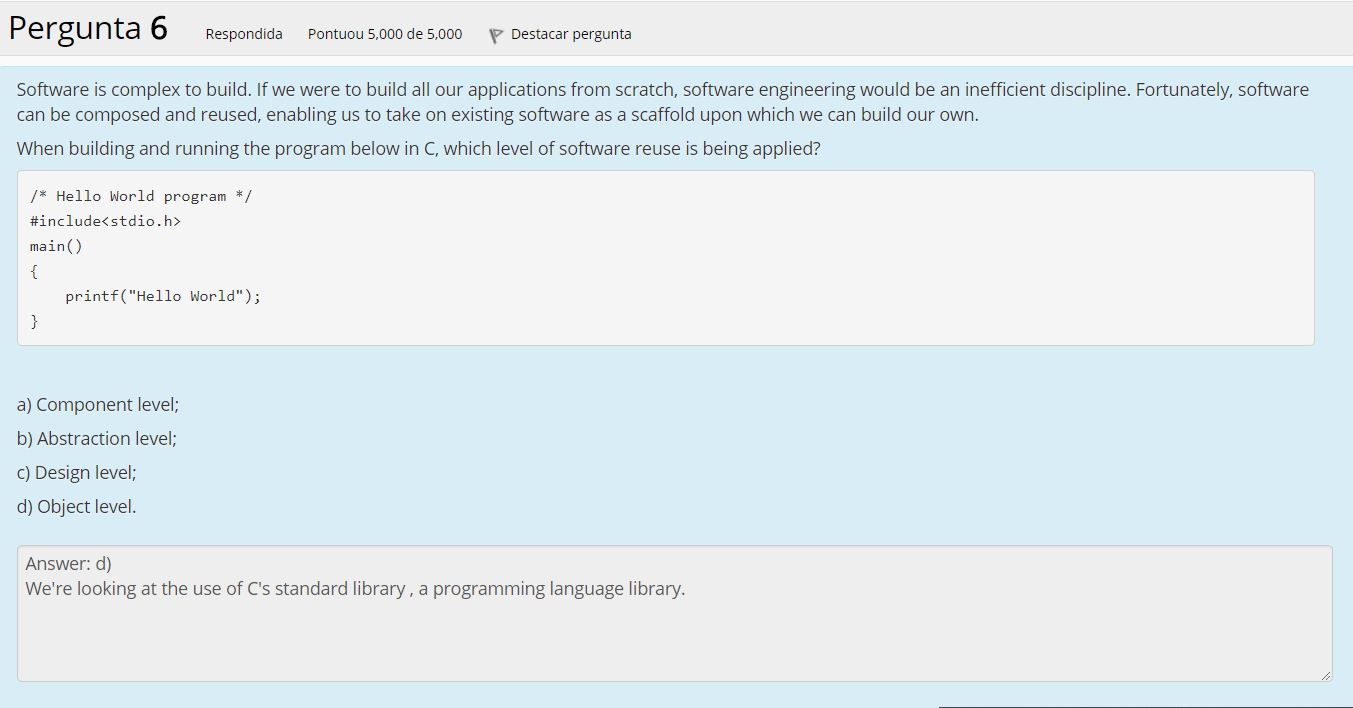 Pergunta 6 Respondida Pontuou 5,000 de 5,000 Destacar pergunta
Software is complex to build. If we were to build all our applications from scratch, software engineering would be an inefficient discipline. Fortunately, software
can be composed and reused, enabling us to take on existing software as a scaffold upon which we can build our own.
When building and running the program below in C, which level of software reuse is being applied?
/* Hello World program */
#include<stdio.h>
main()
{
    printf("Hello World");
}
a) Component level;
b) Abstraction level;
c) Design level;
d) Object level.
Answer: d)
We're looking at the use of C's standard library , a programming language library.